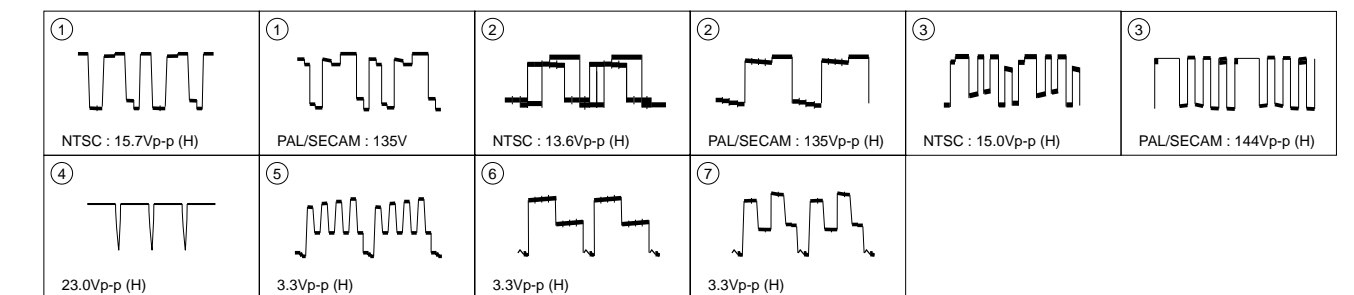 ①
①
②
②
③
③
NTSC : 15.7Vp-p (H)
PAL/SECAM : 135V
NTSC : 13.6Vp-p (H)
PAL/SECAM : 135Vp-p (H)
NTSC : 15.0Vp-p (H)
PAL/SECAM : 144Vp-p (H)
④
⑤
⑥
⑦
23.0Vp-p (H)
3.3Vp-p (H)
3.3Vp-p (H)
3.3Vp-p (H)